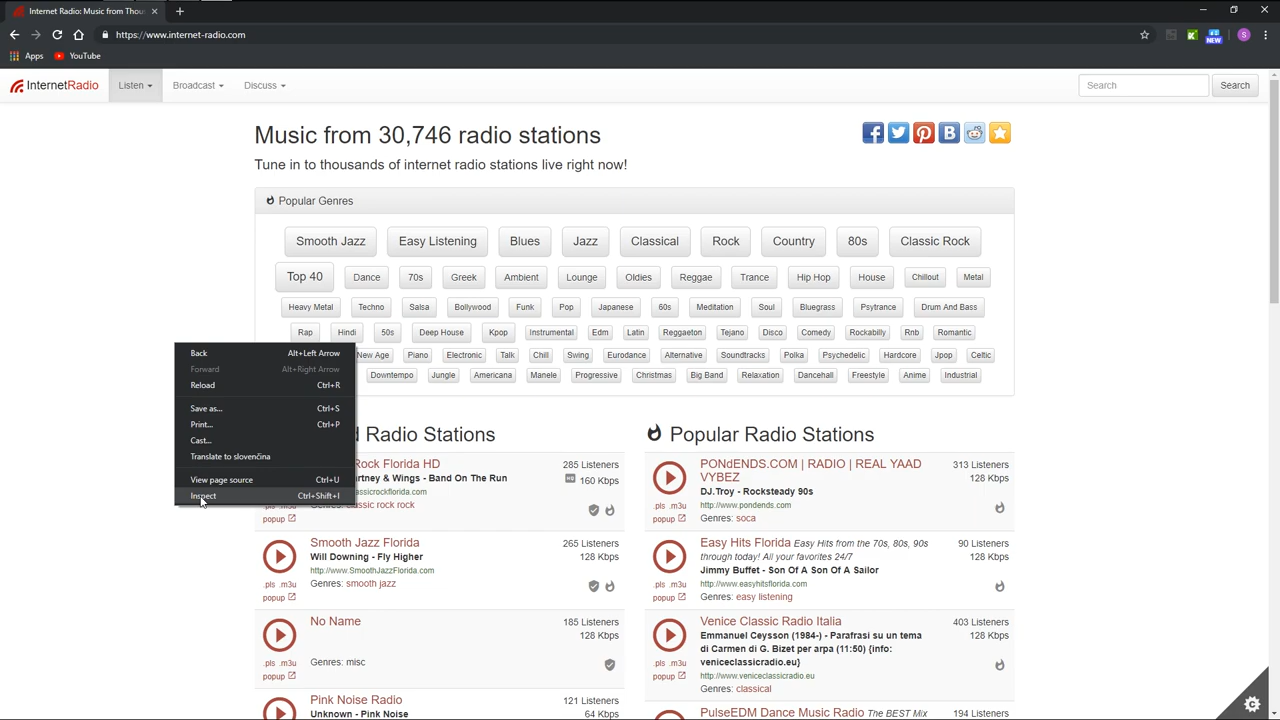 Internet Radio: Music from Thou
https://www.internet-radio.com
NEW
S
Apps
YouTube
InternetRadio
Listen
Broadcast
Discuss
Search
Search
Music from 30,746 radio stations
Tune in to thousands of internet radio stations live right now!
Popular Genres
Smooth Jazz Easy Listening Blues Jazz Classical Rock Country 80s Classic Rock
Top 40 Dance 70s Greek Ambient Lounge Oldies Reggae Trance Hip Hop House Chillout Metal
Heavy Metal Techno Salsa Bollywood Funk Pop Japanese 60s Meditation Soul Bluegrass Psytrance Drum And Bass
Rap Hindi 50s Deep House Kpop Instrumental Edm Latin Reggaeton Tejano Disco Comedy Rockabilly Rnb Romantic
New Age Piano Electronic Talk Chill Swing Eurodance Alternative Soundtracks Polka Psychedelic Hardcore Jpop Celtic
Downtempo Jungle Americana Manele Progressive Christmas Big Band Relaxation Dancehall Freestyle Anime Industrial
Back Alt+Left Arrow
Forward Alt+Right Arrow
Reload Ctrl+R
Save as... Ctrl+S
Print... Ctrl+P
Cast...
Translate to slovenčina
View page source Ctrl+U
Inspect Ctrl+Shift+I
Radio Stations
Rock Florida HD
285 Listeners
& Wings - Band On The Run
HD 160 Kbps
assicrockflorida.com
classic rock rock
.pls .m3u
popup
Smooth Jazz Florida
265 Listeners
Will Downing - Fly Higher
128 Kbps
http://www.SmoothJazzFlorida.com
Genres: smooth jazz
.pls .m3u
popup
No Name
185 Listeners
128 Kbps
Genres: misc
.pls .m3u
popup
Pink Noise Radio
121 Listeners
Unknown - Pink Noise
64 Kbps
Popular Radio Stations
PONdENDS.COM | RADIO | REAL YAAD
VYBEZ
313 Listeners
128 Kbps
DJ.Troy - Rocksteady 90s
http://www.pondends.com
Genres: soca
.pls .m3u
popup
Easy Hits Florida Easy Hits from the 70s, 80s, 90s
through today! All your favorites 24/7
90 Listeners
128 Kbps
Jimmy Buffet - Son Of A Son Of A Sailor
http://www.easyhitsflorida.com
Genres: easy listening
.pls .m3u
popup
Venice Classic Radio Italia
403 Listeners
Emmanuel Ceysson (1984-) - Parafrasi su un tema
128 Kbps
di Carmen di G. Bizet per arpa (11:50) {info:
veniceclassicradio.eu}
http://www.veniceclassicradio.eu
Genres: classical
.pls .m3u
popup
PulseEDM Dance Music Radio The BEST Mix
194 Listeners
128 Kbps